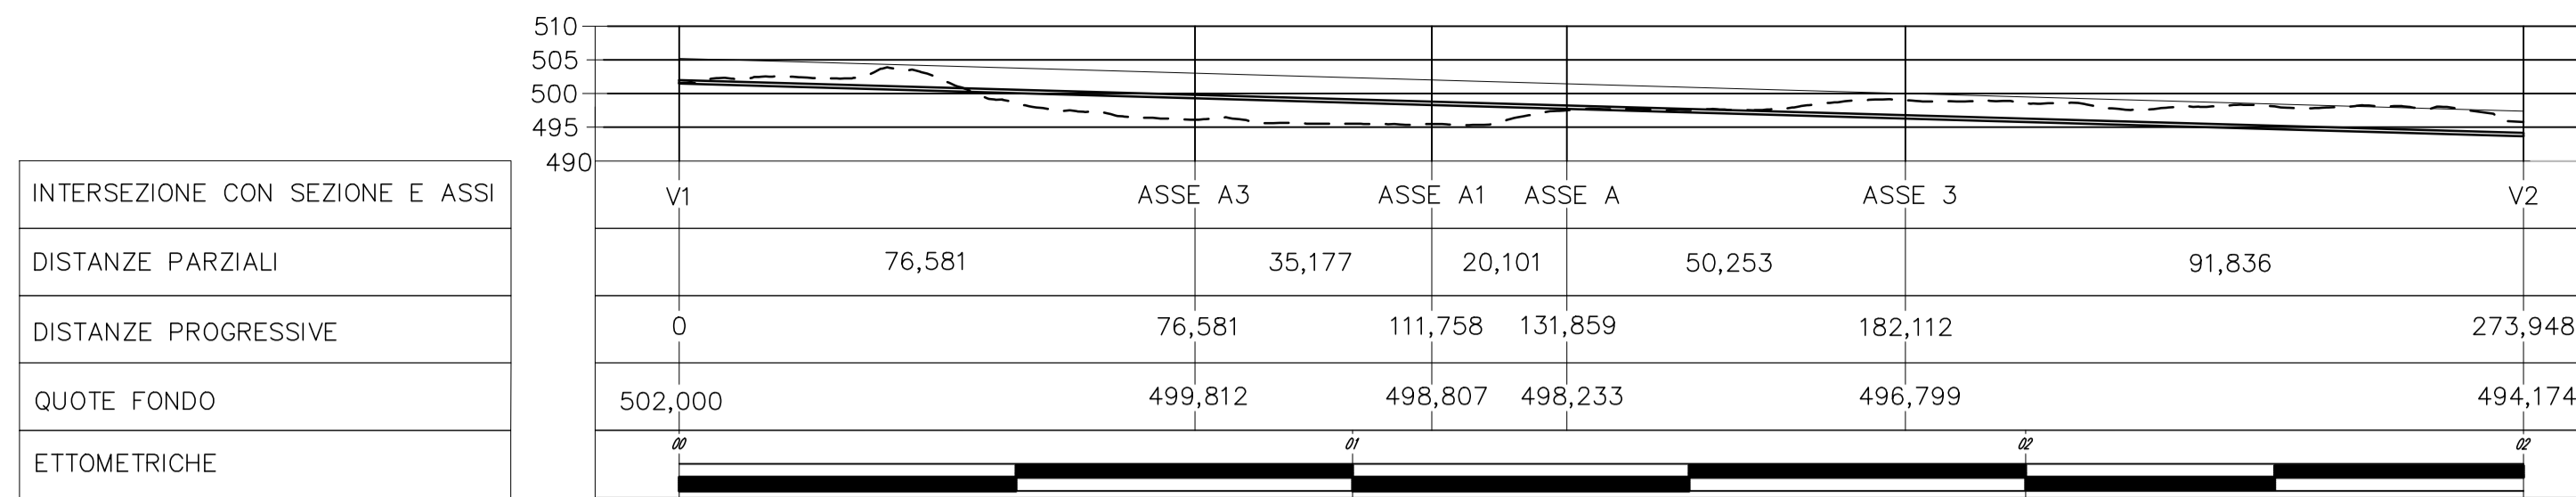 510
505
500
495
490
INTERSEZIONE CON SEZIONE E ASSI V1 ASSE A3 ASSE A1 ASSE A ASSE 3 V2
DISTANZE PARZIALI 76,581 35,177 20,101 50,253 91,836
DISTANZE PROGRESSIVE 0 76,581 111,758 131,859 182,112 273,948
QUOTE FONDO 502,000 499,812 498,807 498,233 496,799 494,174
ETTOMETRICHE 00 01 02 02